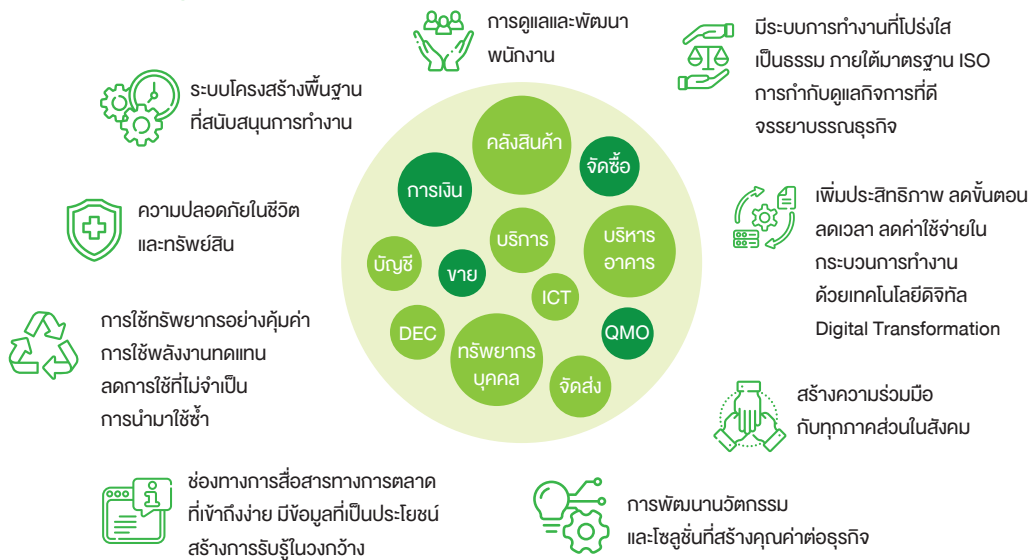 การดูแลและพัฒนา
พนักงาน
มีระบบการทำงานที่โปร่งใส
เป็นธรรม ภายใต้มาตรฐาน ISO
การกำกับดูแลกิจการที่ดี
จรรยาบรรณธุรกิจ
ระบบโครงสร้างพื้นฐาน
ที่สนับสนุนการทำงาน
ความปลอดภัยในชีวิต
และทรัพย์สิน
เพิ่มประสิทธิภาพ ลดขั้นตอน
ลดเวลา ลดค่าใช้จ่ายใน
กระบวนการทำงาน
ด้วยเทคโนโลยีดิจิทัล
Digital Transformation
คลังสินค้า
จัดซื้อ
การเงิน
บริการ
บริหาร
อาคาร
บัญชี
ขาย
ICT
DEC
QMO
ทรัพยากร
บุคคล
จัดส่ง
การใช้ทรัพยากรอย่างคุ้มค่า
การใช้พลังงานทดแทน
ลดการใช้ที่ไม่จำเป็น
การนำมาใช้ซ้ำ
สร้างความร่วมมือ
กับทุกภาคส่วนในสังคม
ช่องทางการสื่อสารทางการตลาด
ที่เข้าถึงง่าย มีข้อมูลที่เป็นประโยชน์
สร้างการรับรู้ในวงกว้าง
การพัฒนานวัตกรรม
และโซลูชั่นที่สร้างคุณค่าต่อธุรกิจ